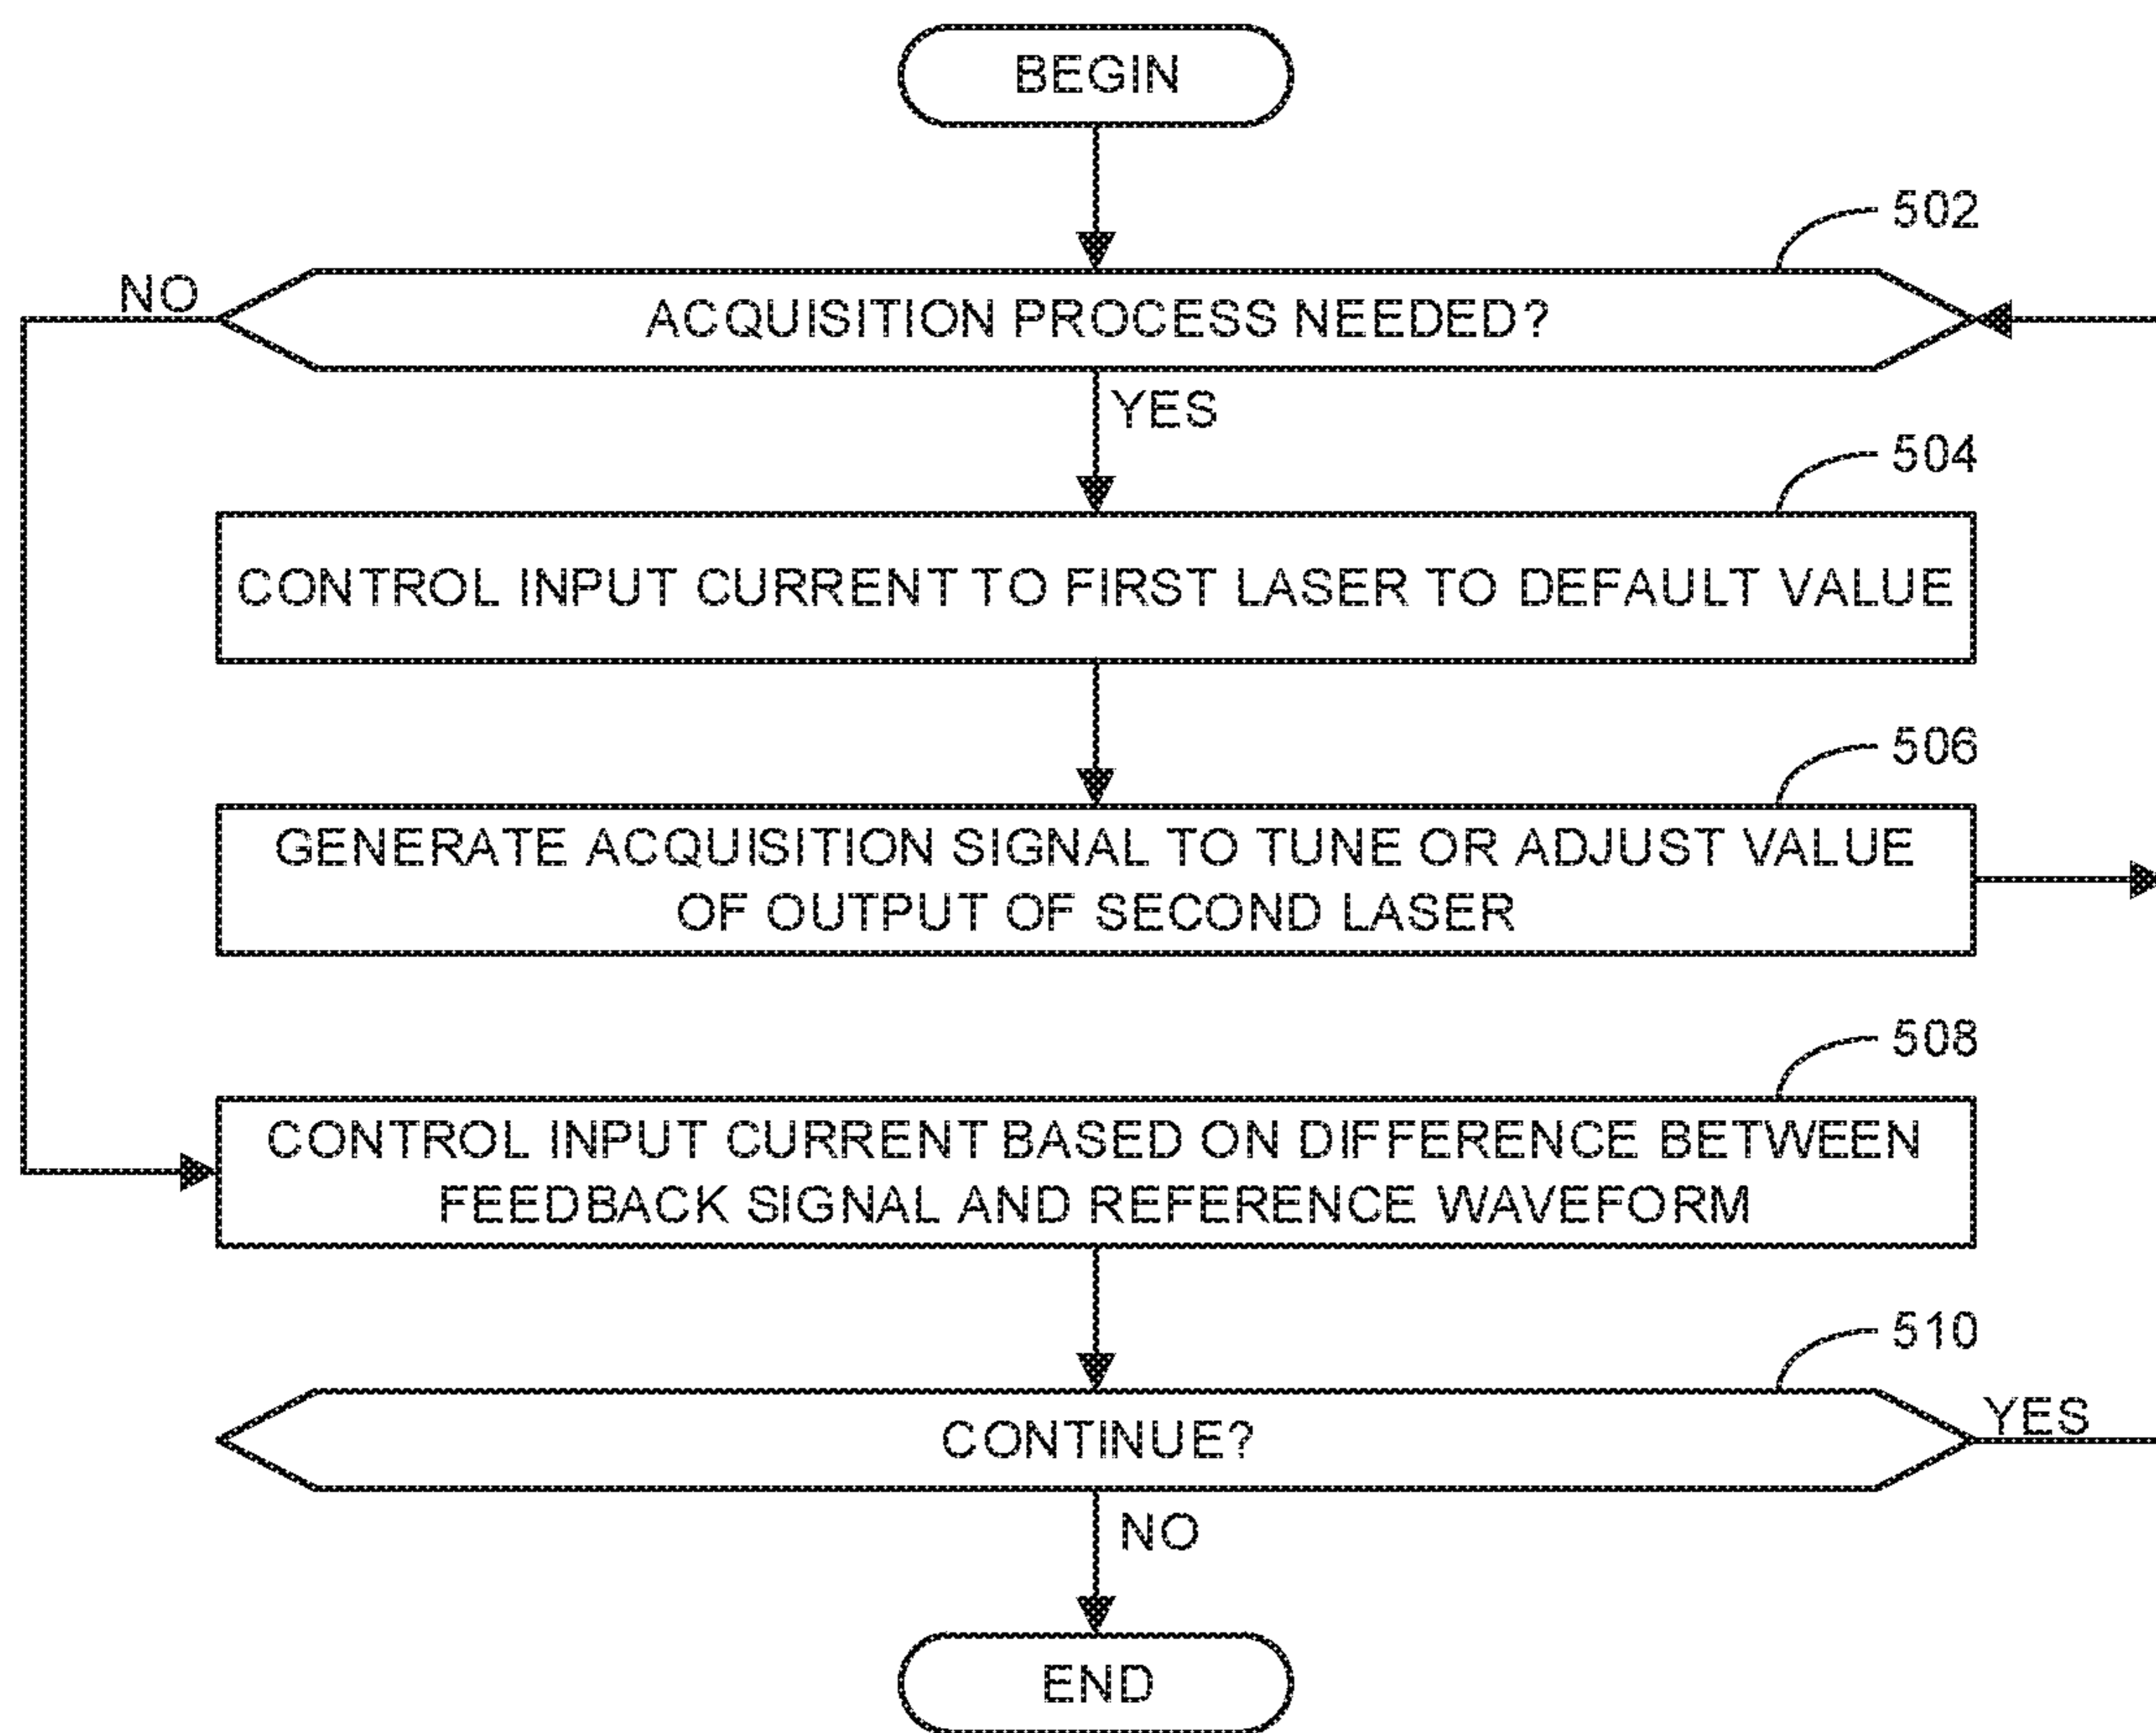 BEGIN
502
NO
ACQUISITION PROCESS NEEDED?
YES
504
CONTROL INPUT CURRENT TO FIRST LASER TO DEFAULT VALUE
506
GENERATE ACQUISITION SIGNAL TO TUNE OR ADJUST VALUE
OF OUTPUT OF SECOND LASER
508
CONTROL INPUT CURRENT BASED ON DIFFERENCE BETWEEN
FEEDBACK SIGNAL AND REFERENCE WAVEFORM
510
CONTINUE?
YES
NO
END